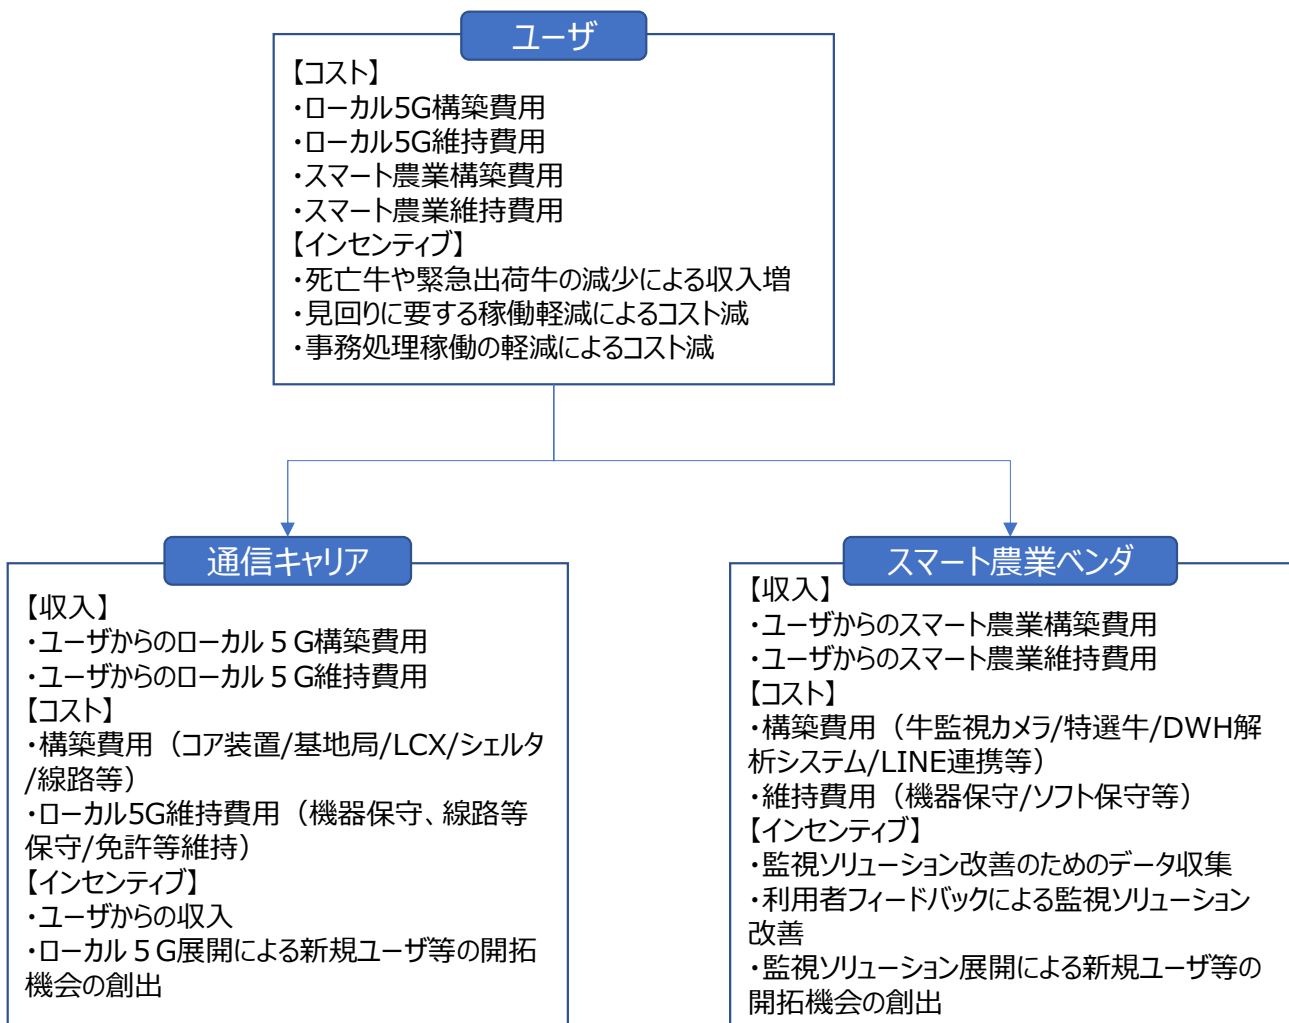 ユーザ
【コスト】
・ローカル5G構築費用
・ローカル5G維持費用
・スマート農業構築費用
・スマート農業維持費用
【インセンティブ】
・死亡牛や緊急出荷牛の減少による収入増
・見回りに要する稼働軽減によるコスト減
・事務処理稼働の軽減によるコスト減
通信キャリア
【収入】
・ユーザからのローカル５G構築費用
・ユーザからのローカル５G維持費用
【コスト】
・構築費用（コア装置/基地局/LCX/シェルタ
/線路等）
・ローカル5G維持費用（機器保守、線路等
保守/免許等維持）
【インセンティブ】
・ユーザからの収入
・ローカル５G展開による新規ユーザ等の開拓
機会の創出
スマート農業ベンダ
【収入】
・ユーザからのスマート農業構築費用
・ユーザからのスマート農業維持費用
【コスト】
・構築費用（牛監視カメラ/特選牛/DWH解
析システム/LINE連携等）
・維持費用（機器保守/ソフト保守等）
【インセンティブ】
・監視ソリューション改善のためのデータ収集
・利用者フィードバックによる監視ソリューション
改善
・監視ソリューション展開による新規ユーザ等の
開拓機会の創出